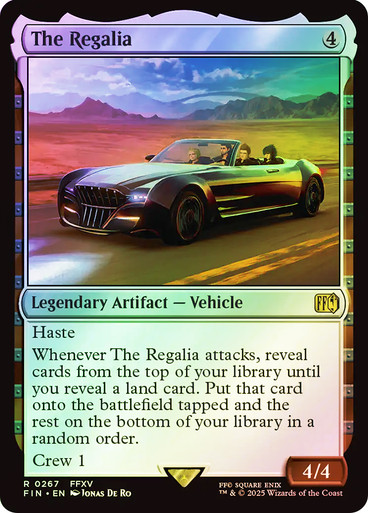 The Regalia 4
Legendary Artifact — Vehicle
Haste
Whenever The Regalia attacks, reveal
cards from the top of your library until
you reveal a land card. Put that card
onto the battlefield tapped and the
rest on the bottom of your library in a
random order.
Crew 1
4/4
R 0267 FFXV
FIN • EN Jonas De Ro
FF© SQUARE ENIX
™ & © 2025 Wizards of the Coast